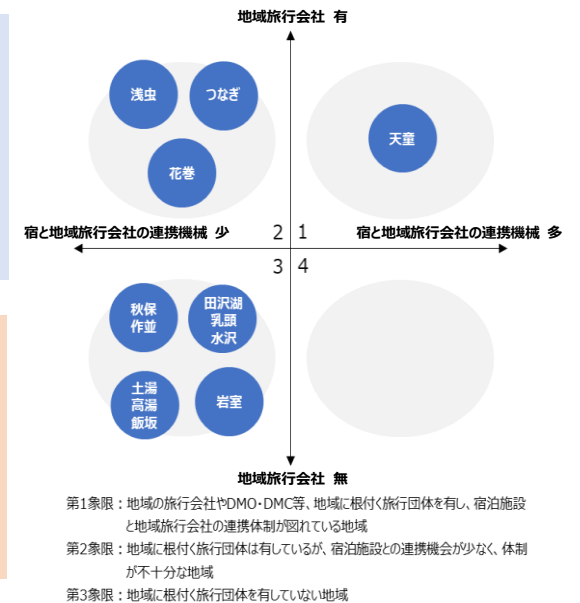 地域旅行会社 有
浅虫
つなぎ
天童
花巻
宿と地域旅行会社の連携機械 少
2
1
宿と地域旅行会社の連携機械 多
3
4
秋保
作並
田沢湖
乳頭
水沢
土湯
高湯
飯坂
岩室
地域旅行会社 無
第1象限：地域の旅行会社やDMO・DMC等、地域に根付く旅行団体を有し、宿泊施設
と地域旅行会社の連携体制が図れている地域
第2象限：地域に根付く旅行団体は有しているが、宿泊施設との連携機会が少なく、体制
が不十分な地域
第3象限：地域に根付く旅行団体を有していない地域